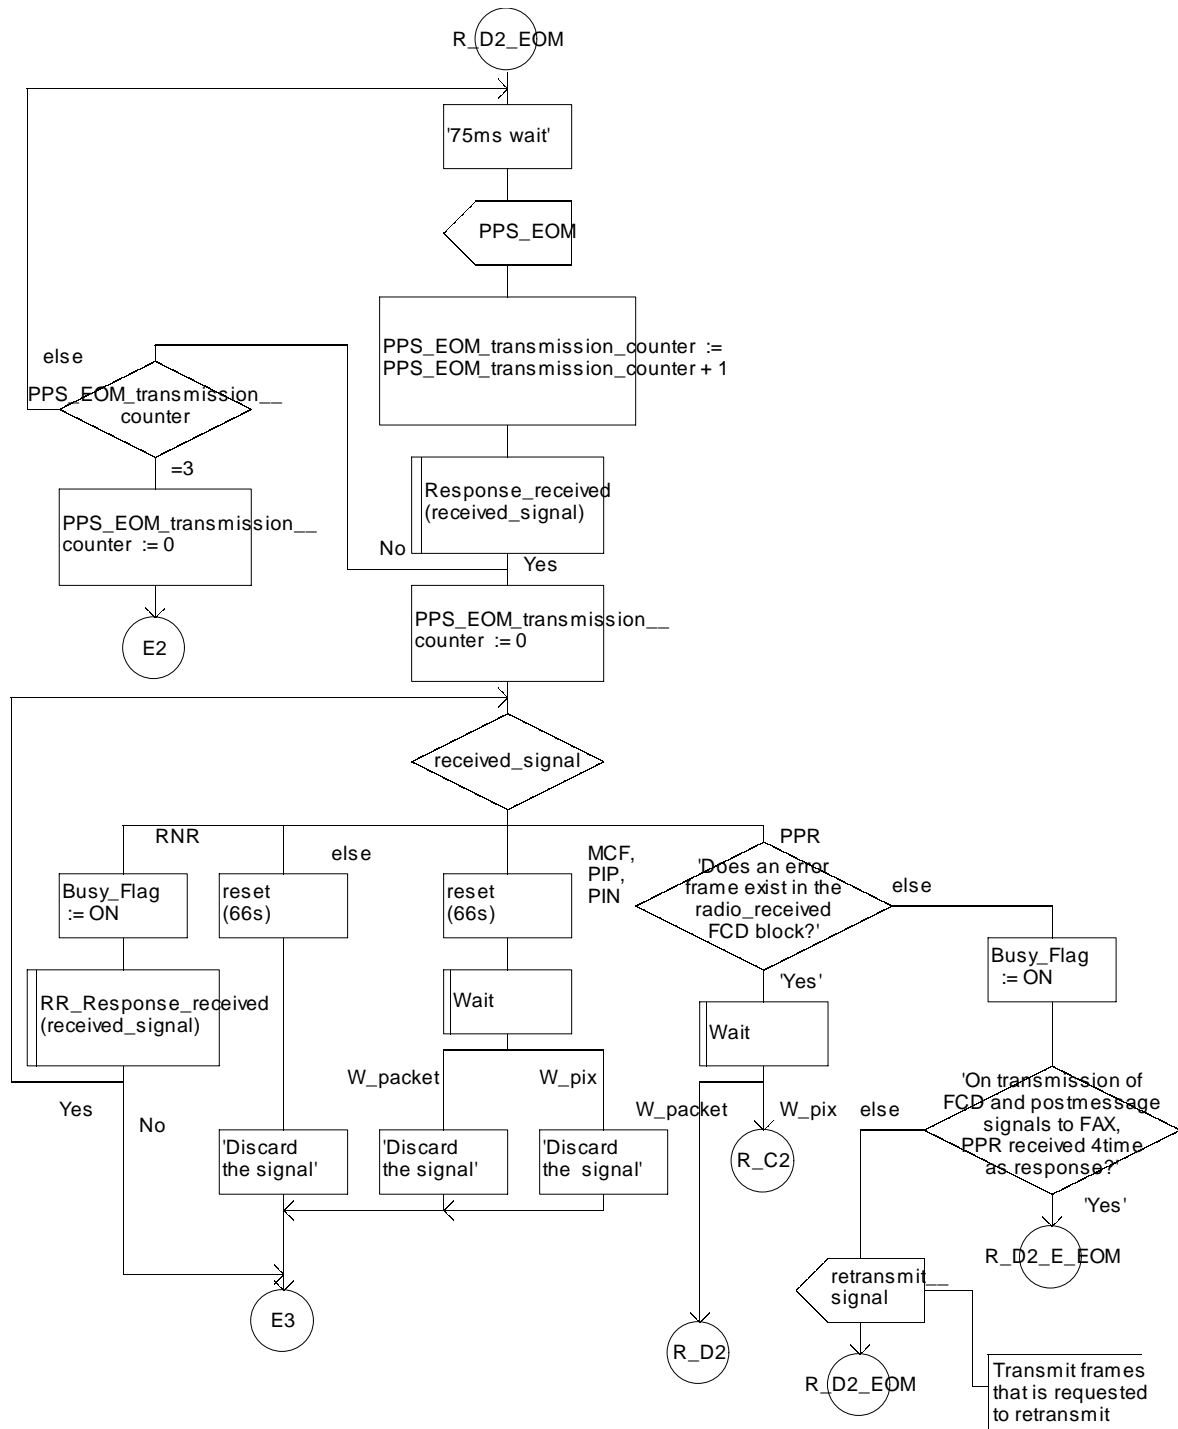 R_D2_EOM
'75ms wait'
PPS_EOM
PPS_EOM_transmission_counter :=
PPS_EOM_transmission_counter + 1
else
PPS_EOM_transmission__
counter
=3
PPS_EOM_transmission__
counter := 0
E2
Response_received
(received_signal)
No
Yes
PPS_EOM_transmission__
counter := 0
received_signal
RNR
else
MCF,
PIP,
PIN
PPR
Busy_Flag
:= ON
reset
(66s)
reset
(66s)
'Does an error
frame exist in the
radio_received
FCD block?'
else
'Yes'
Busy_Flag
:= ON
RR_Response_received
(received_signal)
Wait
Wait
Yes
No
W_packet
W_pix
W_packet
W_pix
'Discard
the signal'
'Discard
the signal'
'Discard
the signal'
R_C2
else
'On transmission of
FCD and postmessage
signals to FAX,
PPR received 4time
as response?'
'Yes'
R_D2_E_EOM
E3
R_D2
retransmit__
signal
R_D2_EOM
Transmit frames
that is requested
to retransmit